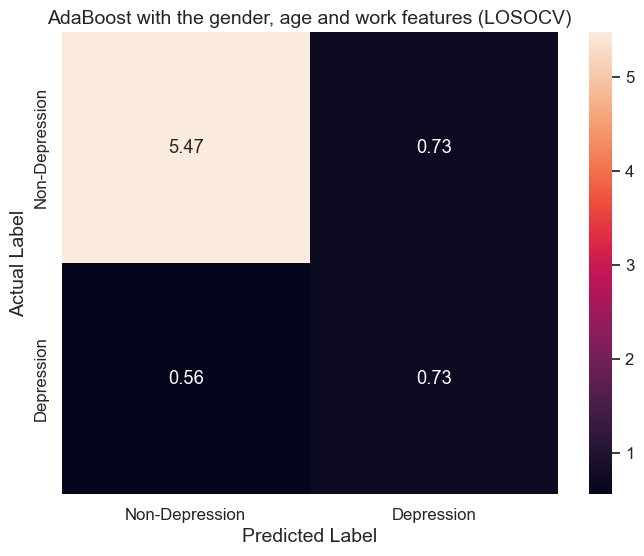 AdaBoost with the gender, age and work features (LOSOCV)
Actual Label
Non-Depression
Depression
5.47
0.73
0.56
0.73
Non-Depression
Depression
Predicted Label
5
4
3
2
1